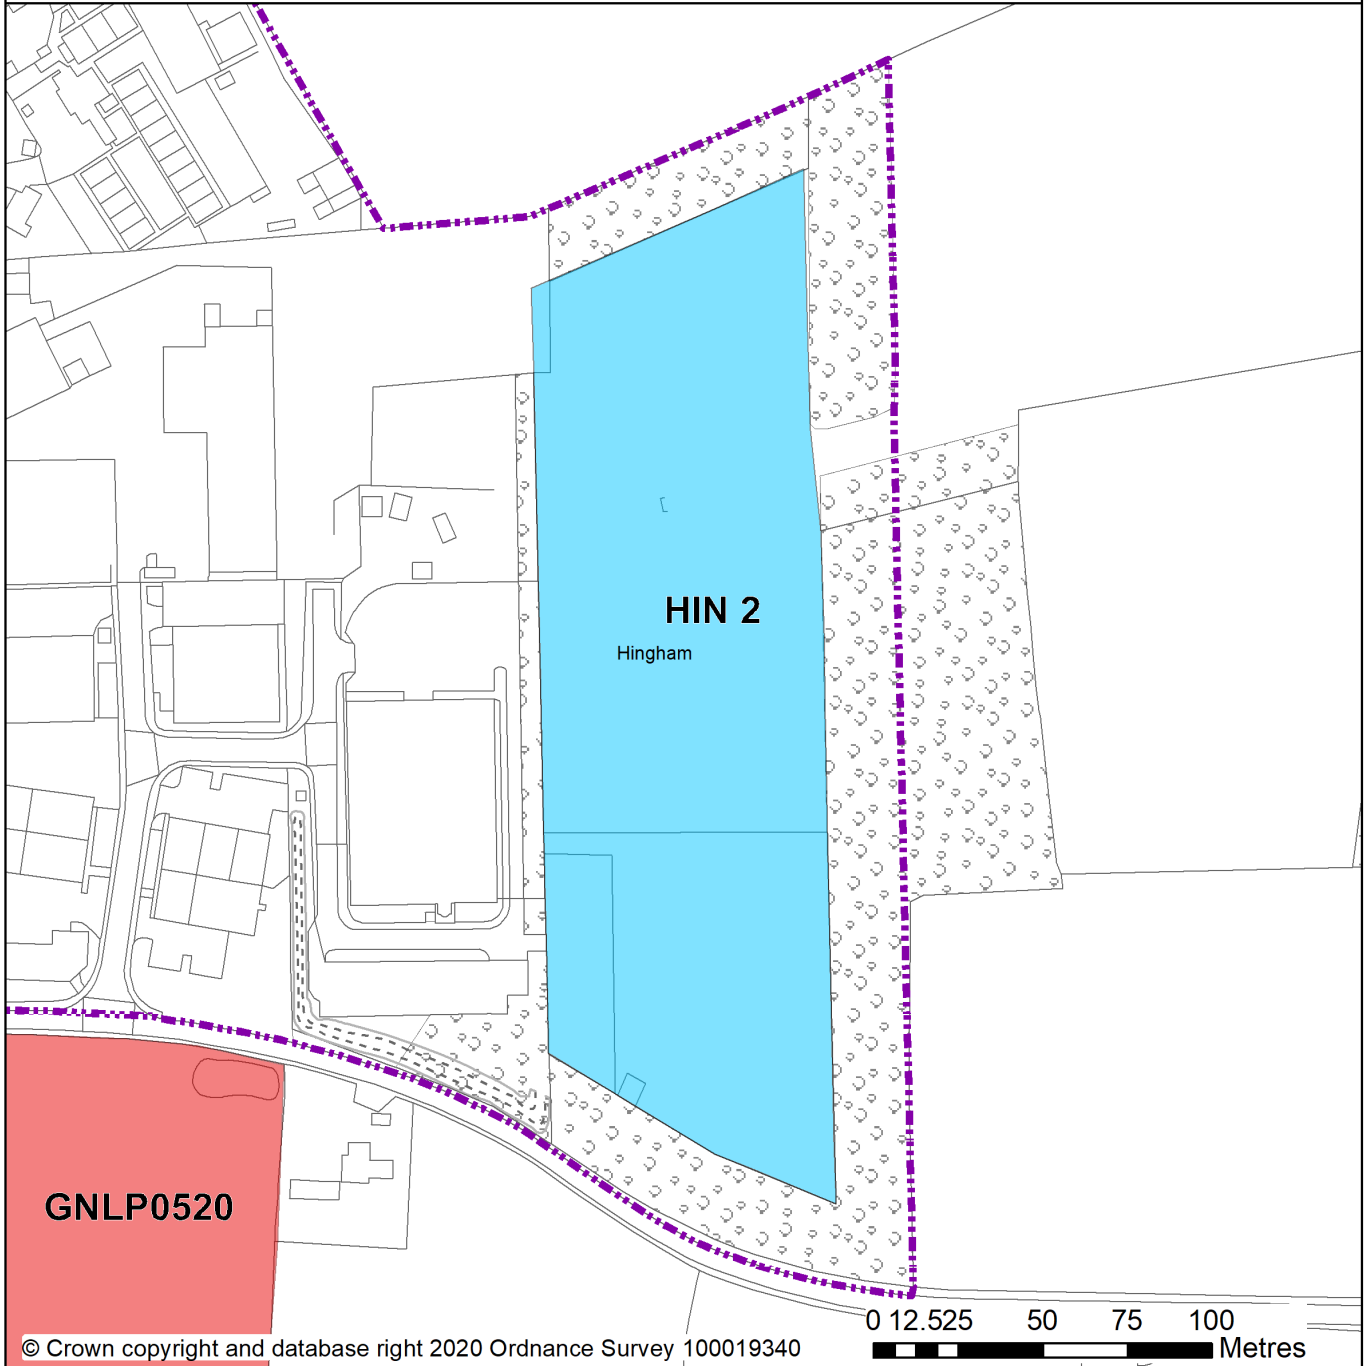 HIN 2
Hingham
GNLP0520
0 12.525 50 75 100
Metres
© Crown copyright and database right 2020 Ordnance Survey 100019340